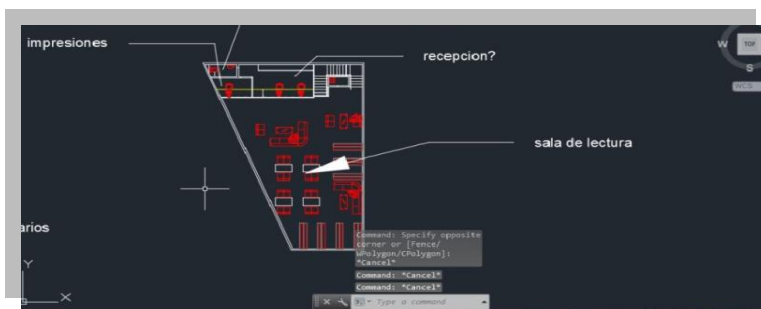 impresiones
recepcion?
W
TOP
S
WCS
sala de lectura
arios
Command: Specify opposite
corner or [Fence/
WPolygon/CPolygon]:
*Cancel*
Command: *Cancel*
Command: *Cancel*
Type a command
Y
X